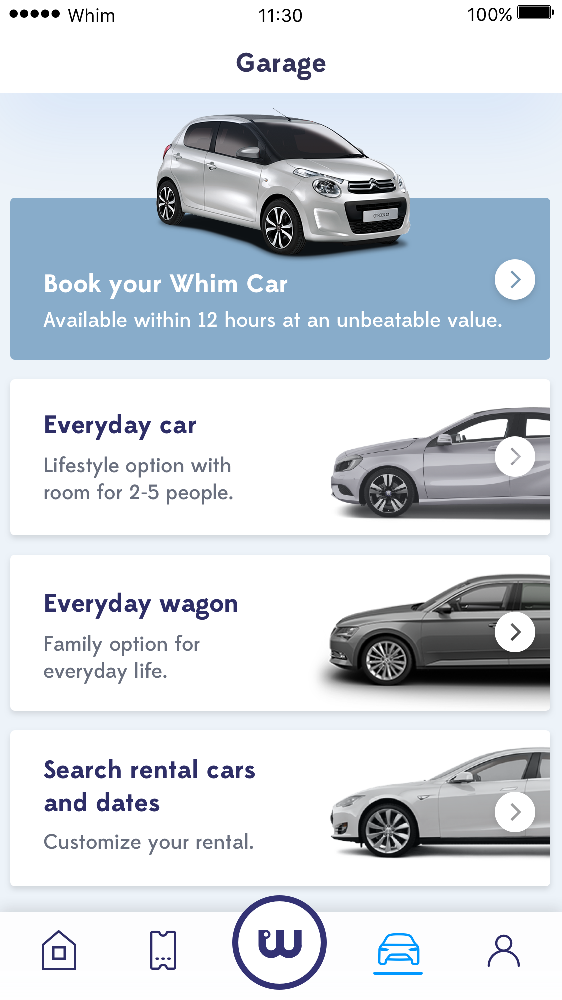 Whim 11:30 100%
Garage
CITROËN C1
Book your Whim Car
Available within 12 hours at an unbeatable value.
Everyday car
Lifestyle option with
room for 2-5 people.
Everyday wagon
Family option for
everyday life.
Search rental cars
and dates
Customize your rental.
W